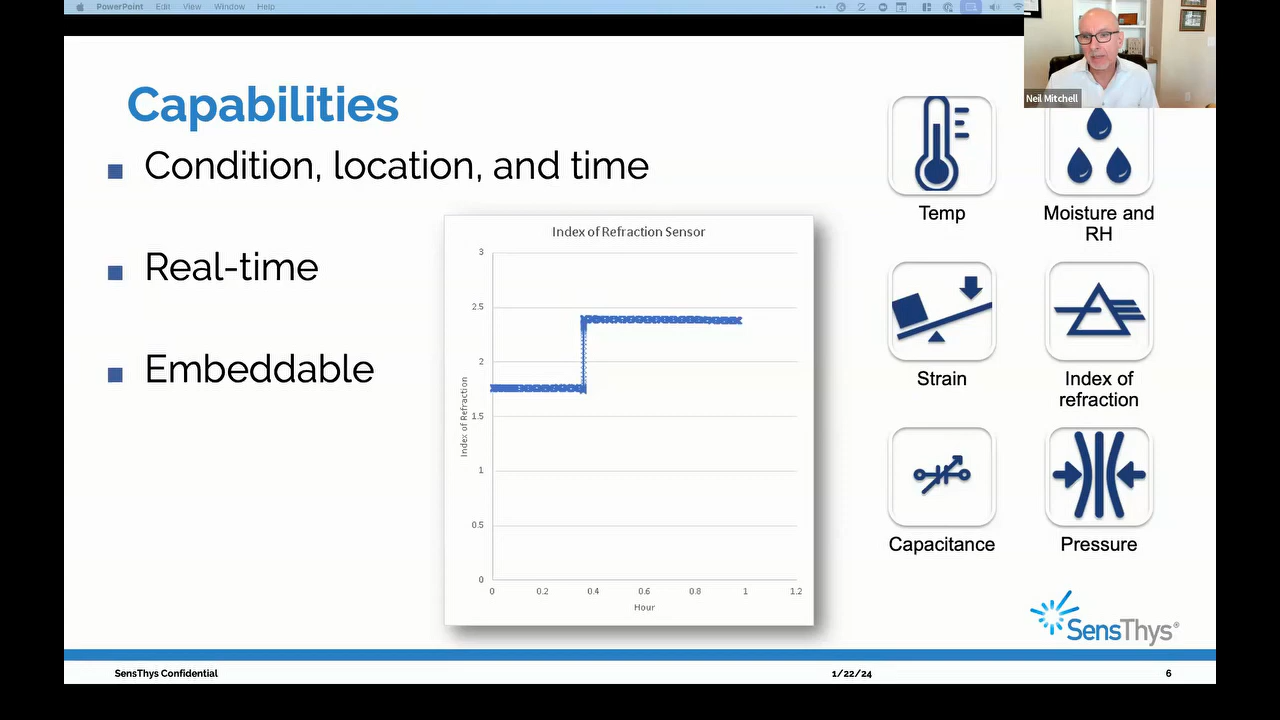 PowerPoint Edit View Window Help
Neil Mitchell
Capabilities
Condition, location, and time
Real-time
Embeddable
Index of Refraction Sensor
3
2.5
2
1.5
1
0.5
0
Index of Refraction
0 0.2 0.4 0.6 0.8 1 1.2
Hour
Temp
Moisture and
RH
Strain
Index of
refraction
Capacitance
Pressure
SensThys®
SensThys Confidential
1/22/24
6